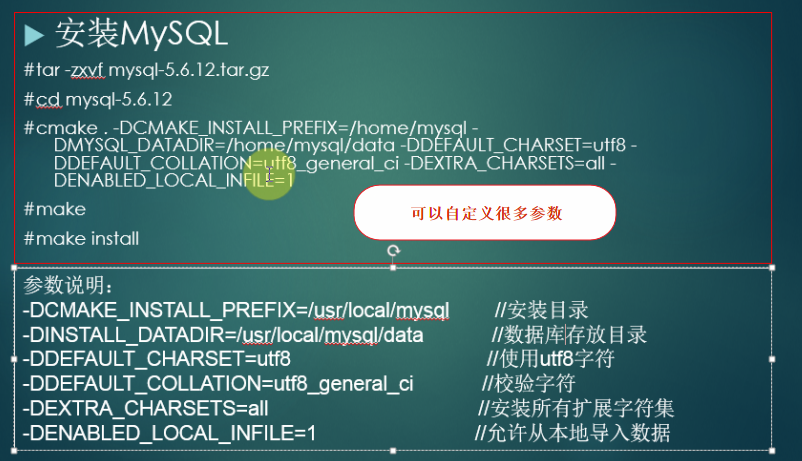 安装MySQL
#tar -zxvf mysql-5.6.12.tar.gz
#cd mysql-5.6.12
#cmake . -DCMAKE_INSTALL_PREFIX=/home/mysql -
DMYSQL_DATADIR=/home/mysql/data -DDEFAULT_CHARSET=utf8 -
DDEFAULT_COLLATION=utf8_general_ci -DEXTRA_CHARSETS=all -
DENABLED_LOCAL_INFILE=1
#make
可以自定义很多参数
#make install
参数说明：
-DCMAKE_INSTALL_PREFIX=/usr/local/mysql //安装目录
-DINSTALL_DATADIR=/usr/local/mysql/data //数据库存放目录
-DDEFAULT_CHARSET=utf8 //使用utf8字符
-DDEFAULT_COLLATION=utf8_general_ci //校验字符
-DEXTRA_CHARSETS=all //安装所有扩展字符集
-DENABLED_LOCAL_INFILE=1 //允许从本地导入数据